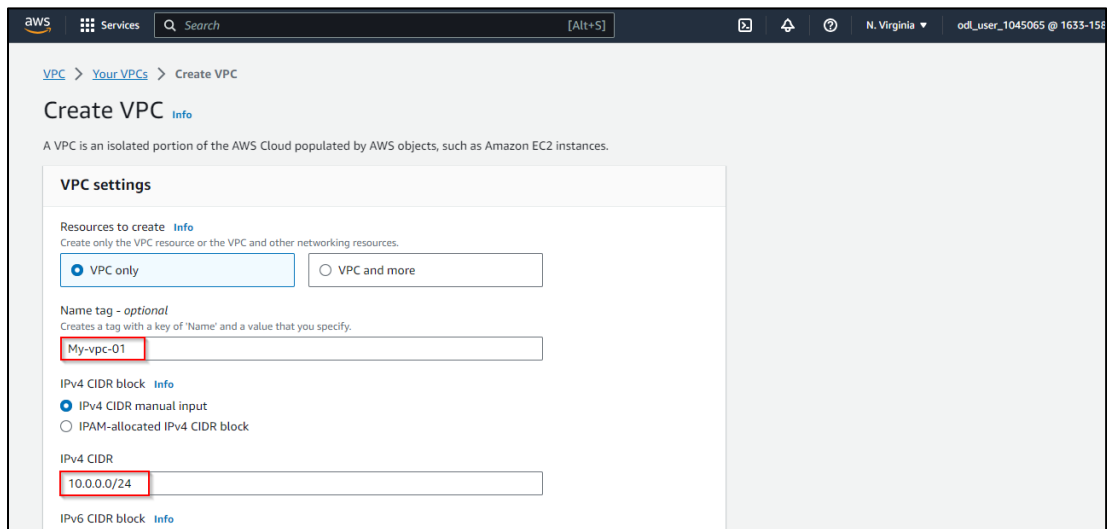 aws Services Search [Alt+S] N. Virginia ▼ odl_user_1045065 @ 1633-158
VPC > Your VPCs > Create VPC
Create VPC Info
A VPC is an isolated portion of the AWS Cloud populated by AWS objects, such as Amazon EC2 instances.
VPC settings
Resources to create Info
Create only the VPC resource or the VPC and other networking resources.
VPC only VPC and more
Name tag - optional
Creates a tag with a key of 'Name' and a value that you specify.
My-vpc-01
IPv4 CIDR block Info
IPv4 CIDR manual input
IPAM-allocated IPv4 CIDR block
IPv4 CIDR
10.0.0.0/24
IPv6 CIDR block Info